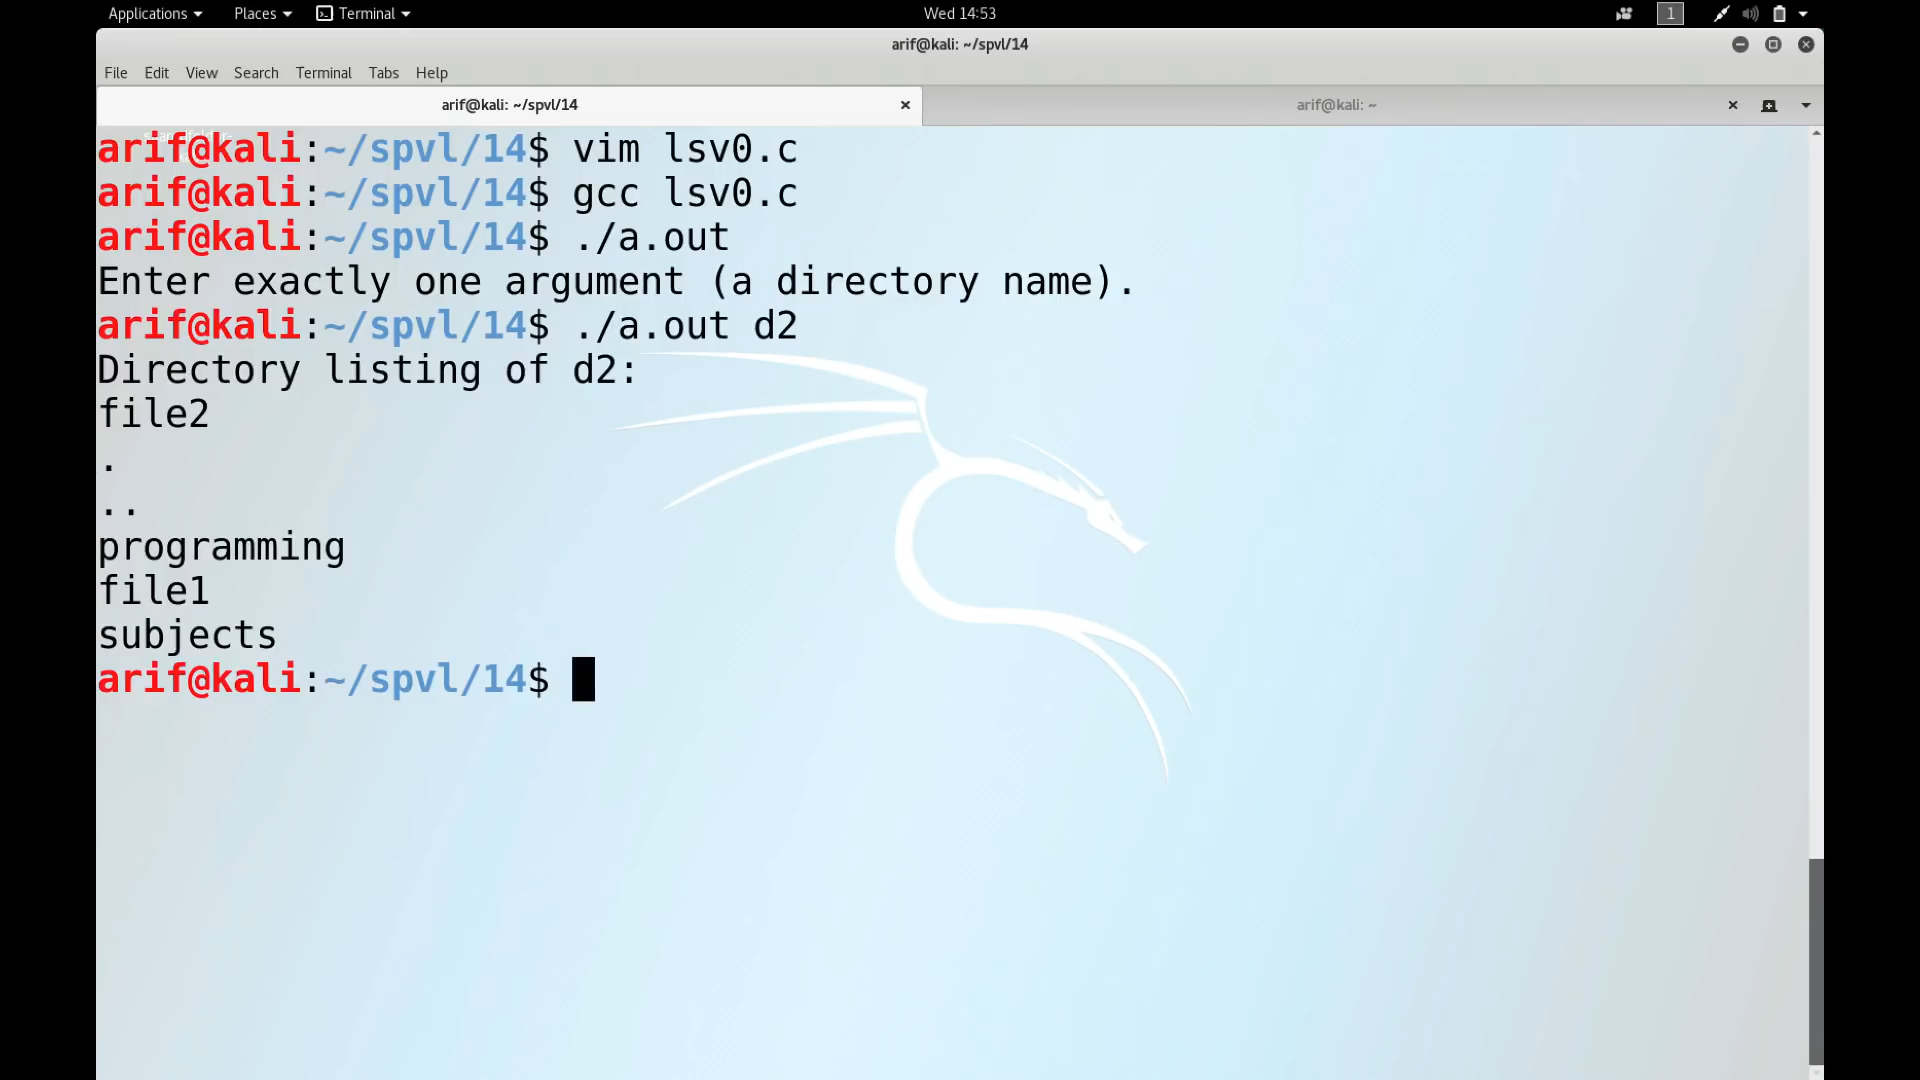 Applications Places Terminal Wed 14:53 1
arif@kali: ~/spvl/14
File Edit View Search Terminal Tabs Help
arif@kali: ~/spvl/14 arif@kali: ~
arif@kali:~/spvl/14$ vim lsv0.c
arif@kali:~/spvl/14$ gcc lsv0.c
arif@kali:~/spvl/14$ ./a.out
Enter exactly one argument (a directory name).
arif@kali:~/spvl/14$ ./a.out d2
Directory listing of d2:
file2
.
..
programming
file1
subjects
arif@kali:~/spvl/14$